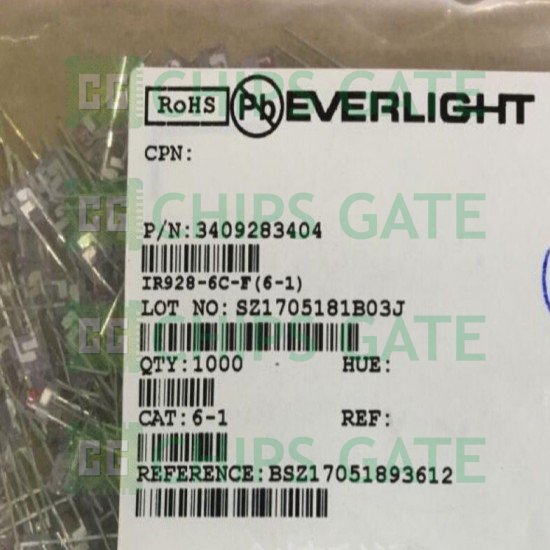 CHIPS GATE
RoHS Pb EVERLIGHT
CPN:
CHIPS GATE
P/N:3409283404
IR928-6C-F(6-1)
LOT NO:SZ1705181B03J
CHIPS GATE
QTY:1000 HUE:
CAT:6-1 REF:
CHIPS GATE
REFERENCE:BSZ17051893612